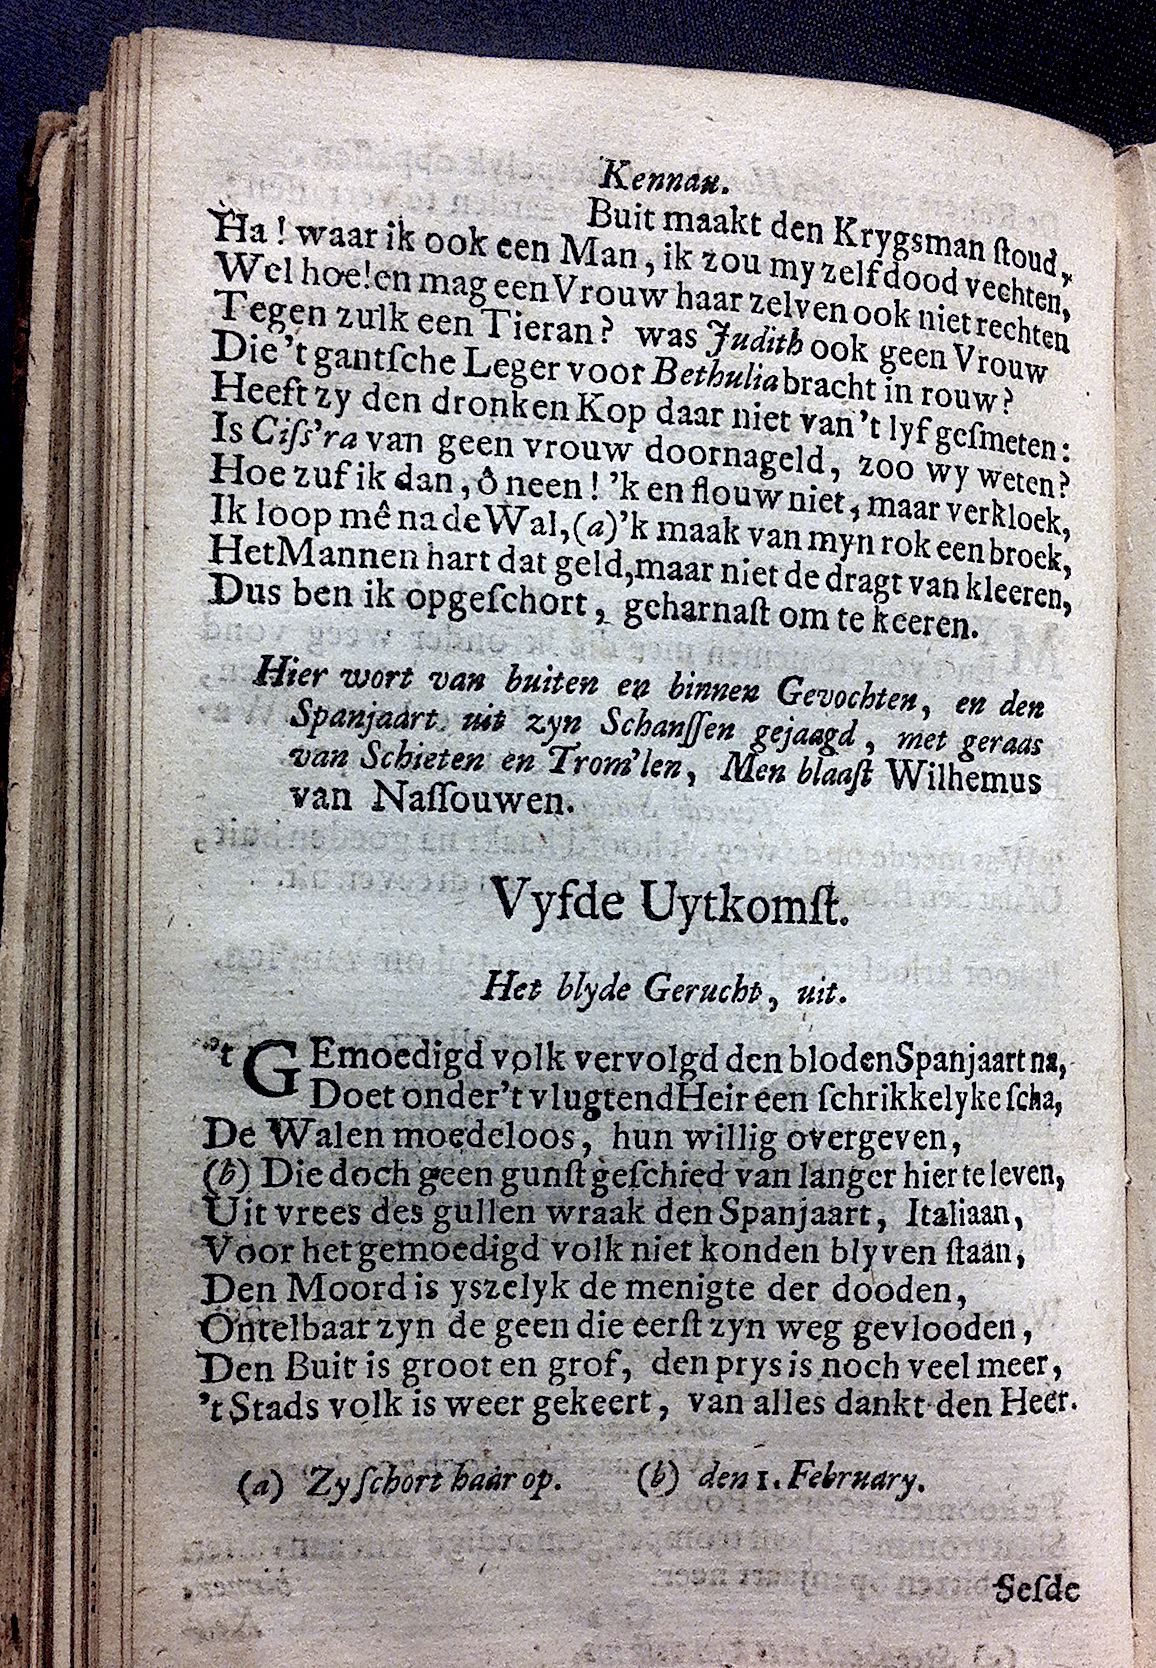 Kennau.
Buit maakt den Krygsman ſtoud,
Ha! waar ik ook een Man, ik zou my zelf dood vechten,
Wel hoe! en mag een Vrouw haar zelven ook niet rechten
Tegen zulk een Tieran? was Judith ook geen Vrouw
Die 't gantſche Leger voor Bethulia bracht in rouw?
Heeft zy den dronken Kop daar niet van 't lyf geſmeten:
Is Ciſs'ra van geen vrouw doornageld, zoo wy weten?
Hoe zuf ik dan, ô neen! 'k en flouw niet, maar verkloek,
Ik loop mê na de Wal, (a) 'k maak van myn rok een broek,
Het Mannen hart dat geld, maar niet de dragt van kleeren,
Dus ben ik opgeſchort, geharnaſt om te keeren.
Hier wort van buiten en binnen Gevochten, en den
Spanjaart uit zyn Schanſſen gejaagd, met geraas
van Schieten en Trom'len, Men blaaſt Wilhemus
van Naſſouwen.
Vyfde Uytkomſt.
Het blyde Gerucht, uit.
't GEmoedigd volk vervolgd den bloden Spanjaart na,
Doet onder 't vlugtend Heir een ſchrikkelyke ſcha,
De Walen moedeloos, hun willig overgeven,
(b) Die doch geen gunſt geſchied van langer hier te leven,
Uit vrees des gullen wraak den Spanjaart, Italiaan,
Voor het gemoedigd volk niet konden blyven ſtaan,
Den Moord is yszelyk de menigte der dooden,
Ontelbaar zyn de geen die eerſt zyn weg gevlooden,
Den Buit is groot en grof, den prys is noch veel meer,
't Stads volk is weer gekeert, van alles dankt den Heer.
(a) Zy ſchort haar op. (b) den 1. February.
Sefde